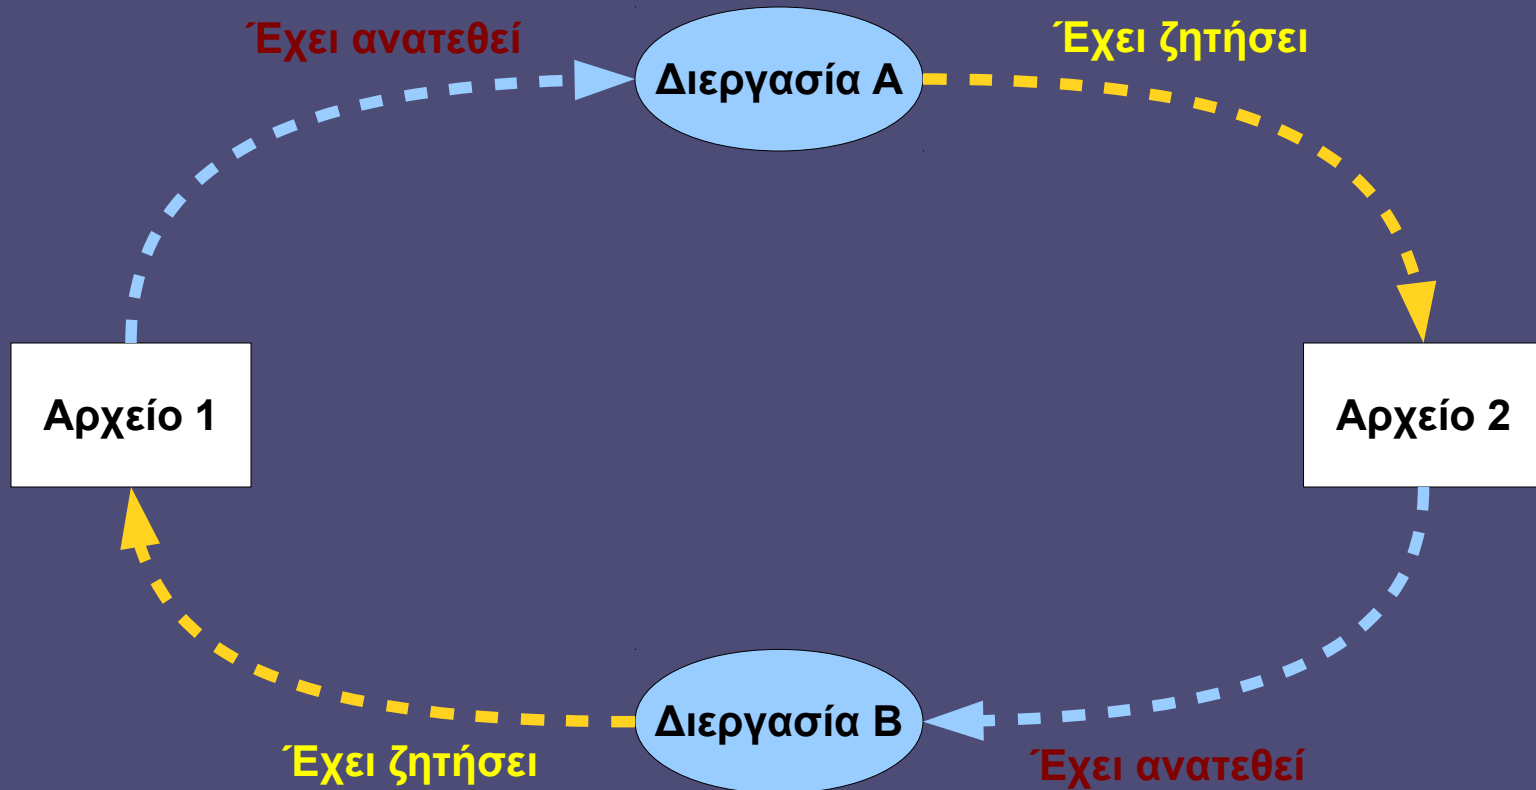 Έχει ανατεθεί
Έχει ζητήσει
Διεργασία Α
Αρχείο 1
Αρχείο 2
Διεργασία Β
Έχει ζητήσει
Έχει ανατεθεί